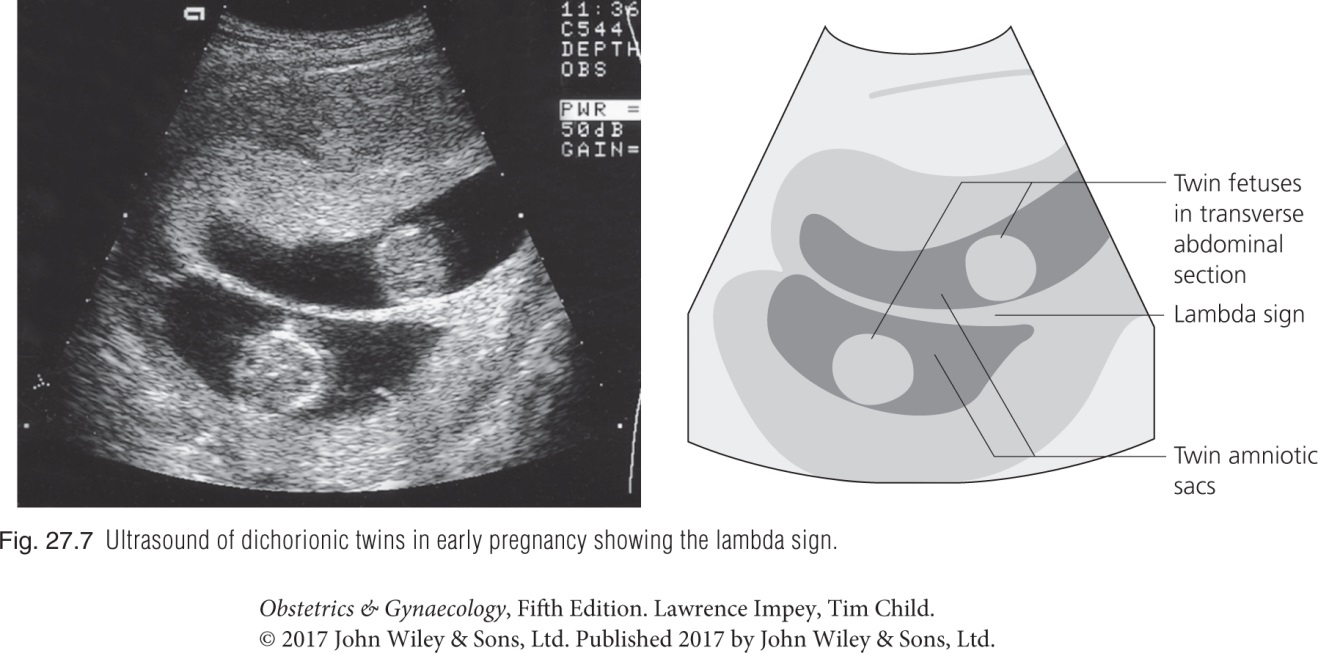 11:36
C544
DEPTH
OBS
PWR =
50dB
GAIN=
Twin fetuses
in transverse
abdominal
section
Lambda sign
Twin amniotic
sacs
Fig. 27.7 Ultrasound of dichorionic twins in early pregnancy showing the lambda sign.
Obstetrics & Gynaecology, Fifth Edition. Lawrence Impey, Tim Child.
© 2017 John Wiley & Sons, Ltd. Published 2017 by John Wiley & Sons, Ltd.